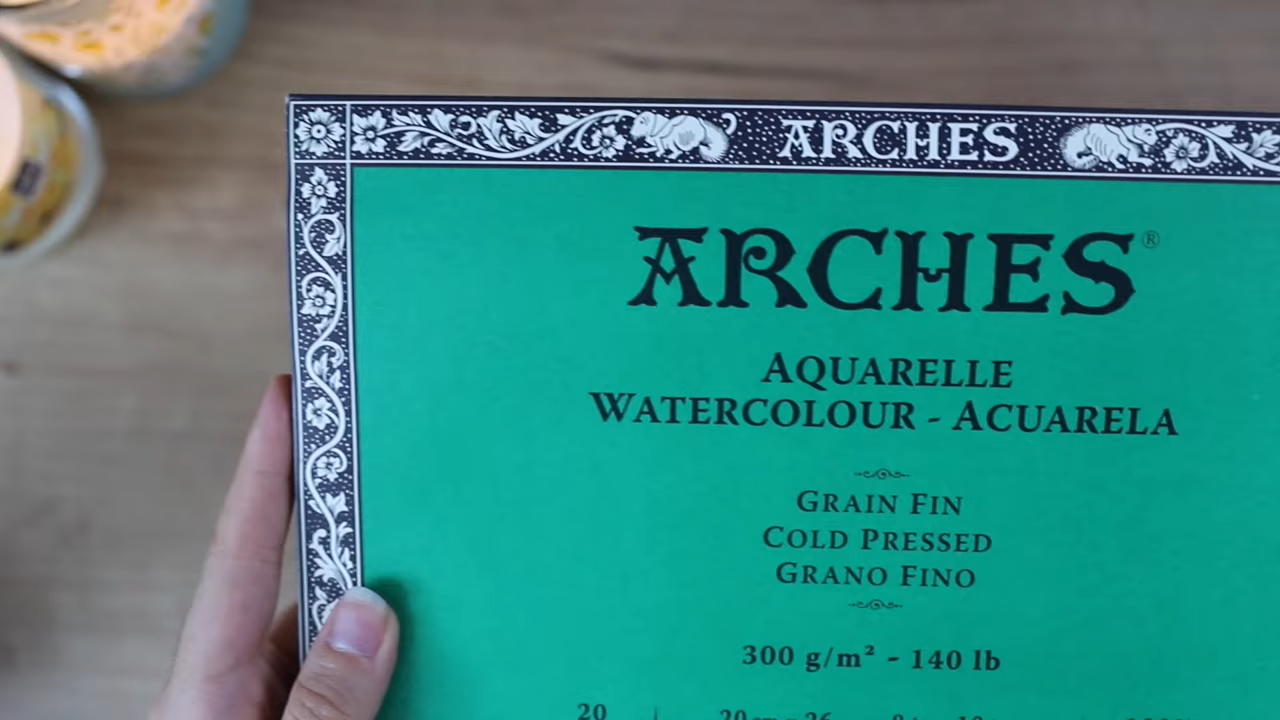 ARCHES
ARCHES®
AQUARELLE
WATERCOLOUR - ACUARELA
GRAIN FIN
COLD PRESSED
GRANO FINO
300 g/m² - 140 lb
20